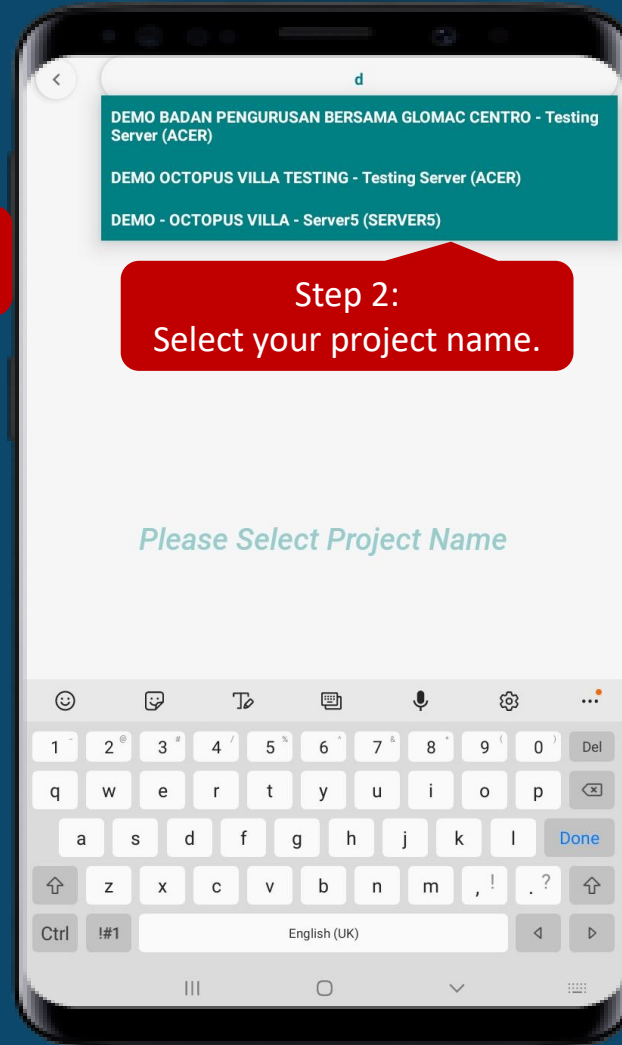 d
DEMO BADAN PENGURUSAN BERSAMA GLOMAC CENTRO - Testing
Server (ACER)
DEMO OCTOPUS VILLA TESTING - Testing Server (ACER)
DEMO - OCTOPUS VILLA - Server5 (SERVER5)
Step 2:
Select your project name.
Please Select Project Name
1 - 2 @ 3 # 4 / 5 % 6 ^ 7 & 8 * 9 ( 0 ) Del
q w e r t y u i o p
a s d f g h j k l Done
z x c v b n m , ! . ?
Ctrl !#1 English (UK)